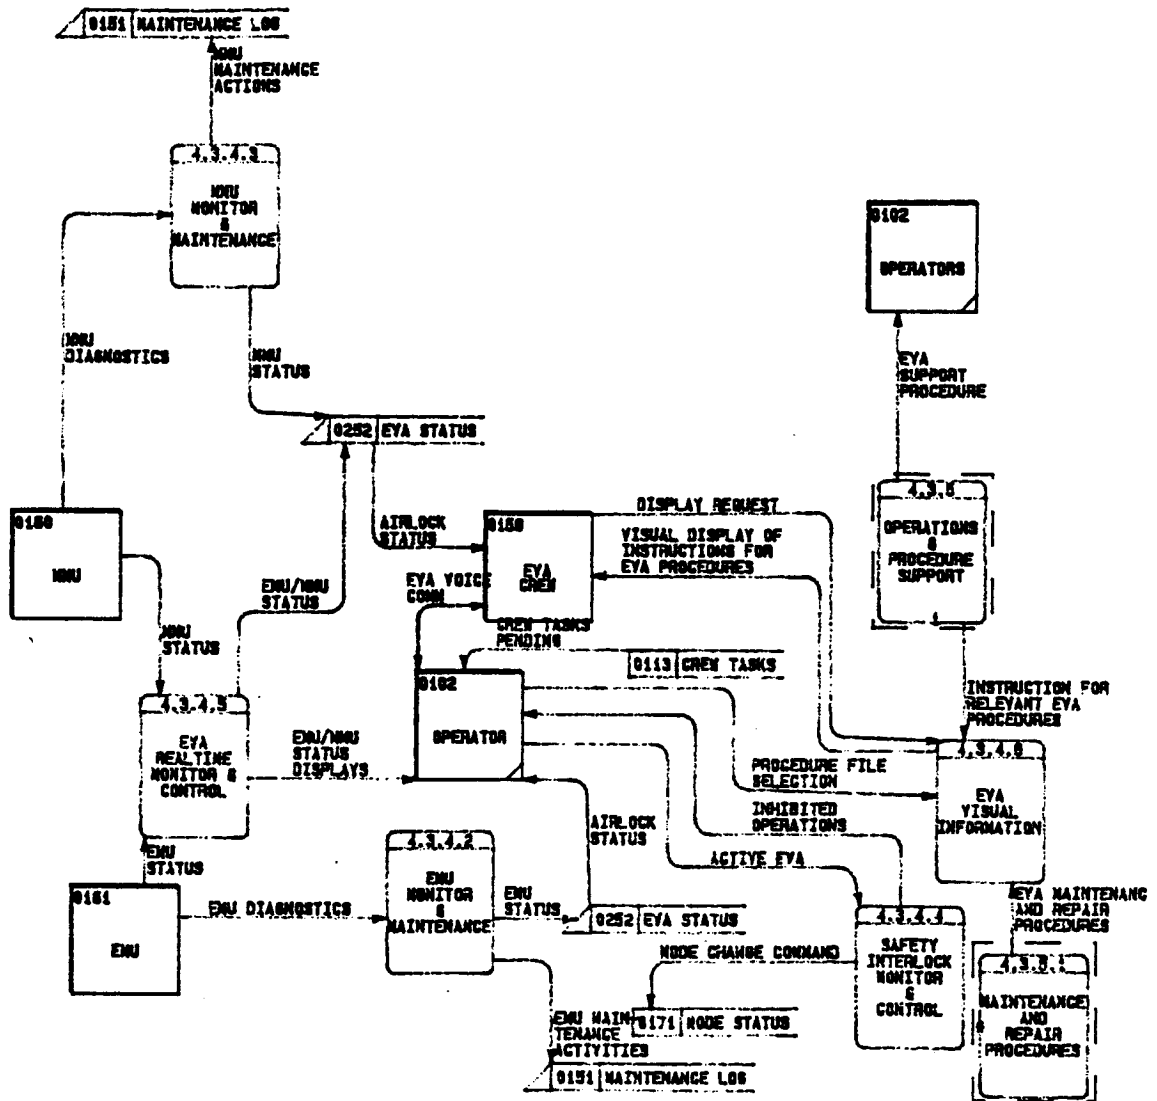 0151 MAINTENANCE LOG
MMU
MAINTENANCE
ACTIONS
4.3.4.3
MMU
MONITOR
&
MAINTENANCE
0102
OPERATORS
MMU
DIAGNOSTICS
MMU
STATUS
EVA
SUPPORT
PROCEDURE
0252 EVA STATUS
4.3.5
OPERATIONS
&
PROCEDURE
SUPPORT
0160
MMU
AIRLOCK
STATUS
0150
EVA
CREW
DISPLAY REQUEST
VISUAL DISPLAY OF
INSTRUCTIONS FOR
EVA PROCEDURES
EMU/MMU
STATUS
EVA VOICE
COMM
CREW TASKS
PENDING
0113 CREW TASKS
MMU
STATUS
0102
OPERATOR
INSTRUCTION FOR
RELEVANT EVA
PROCEDURES
4.3.4.5
EVA
REALTIME
MONITOR &
CONTROL
EMU/MMU
STATUS
DISPLAYS
4.3.4.6
EVA
VISUAL
INFORMATION
PROCEDURE FILE
SELECTION
INHIBITED
OPERATIONS
AIRLOCK
STATUS
ACTIVE EVA
EMU
STATUS
0161
EMU
EMU DIAGNOSTICS
4.3.4.2
EMU
MONITOR
&
MAINTENANCE
EMU
STATUS
0252 EVA STATUS
EVA MAINTENANC
AND REPAIR
PROCEDURES
4.3.4.4
SAFETY
INTERLOCK
MONITOR
&
CONTROL
MODE CHANGE COMMAND
0171 MODE STATUS
4.3.5.1
MAINTENANCE
AND
REPAIR
PROCEDURES
EMU MAIN-
TENANCE
ACTIVITIES
0151 MAINTENANCE LOG